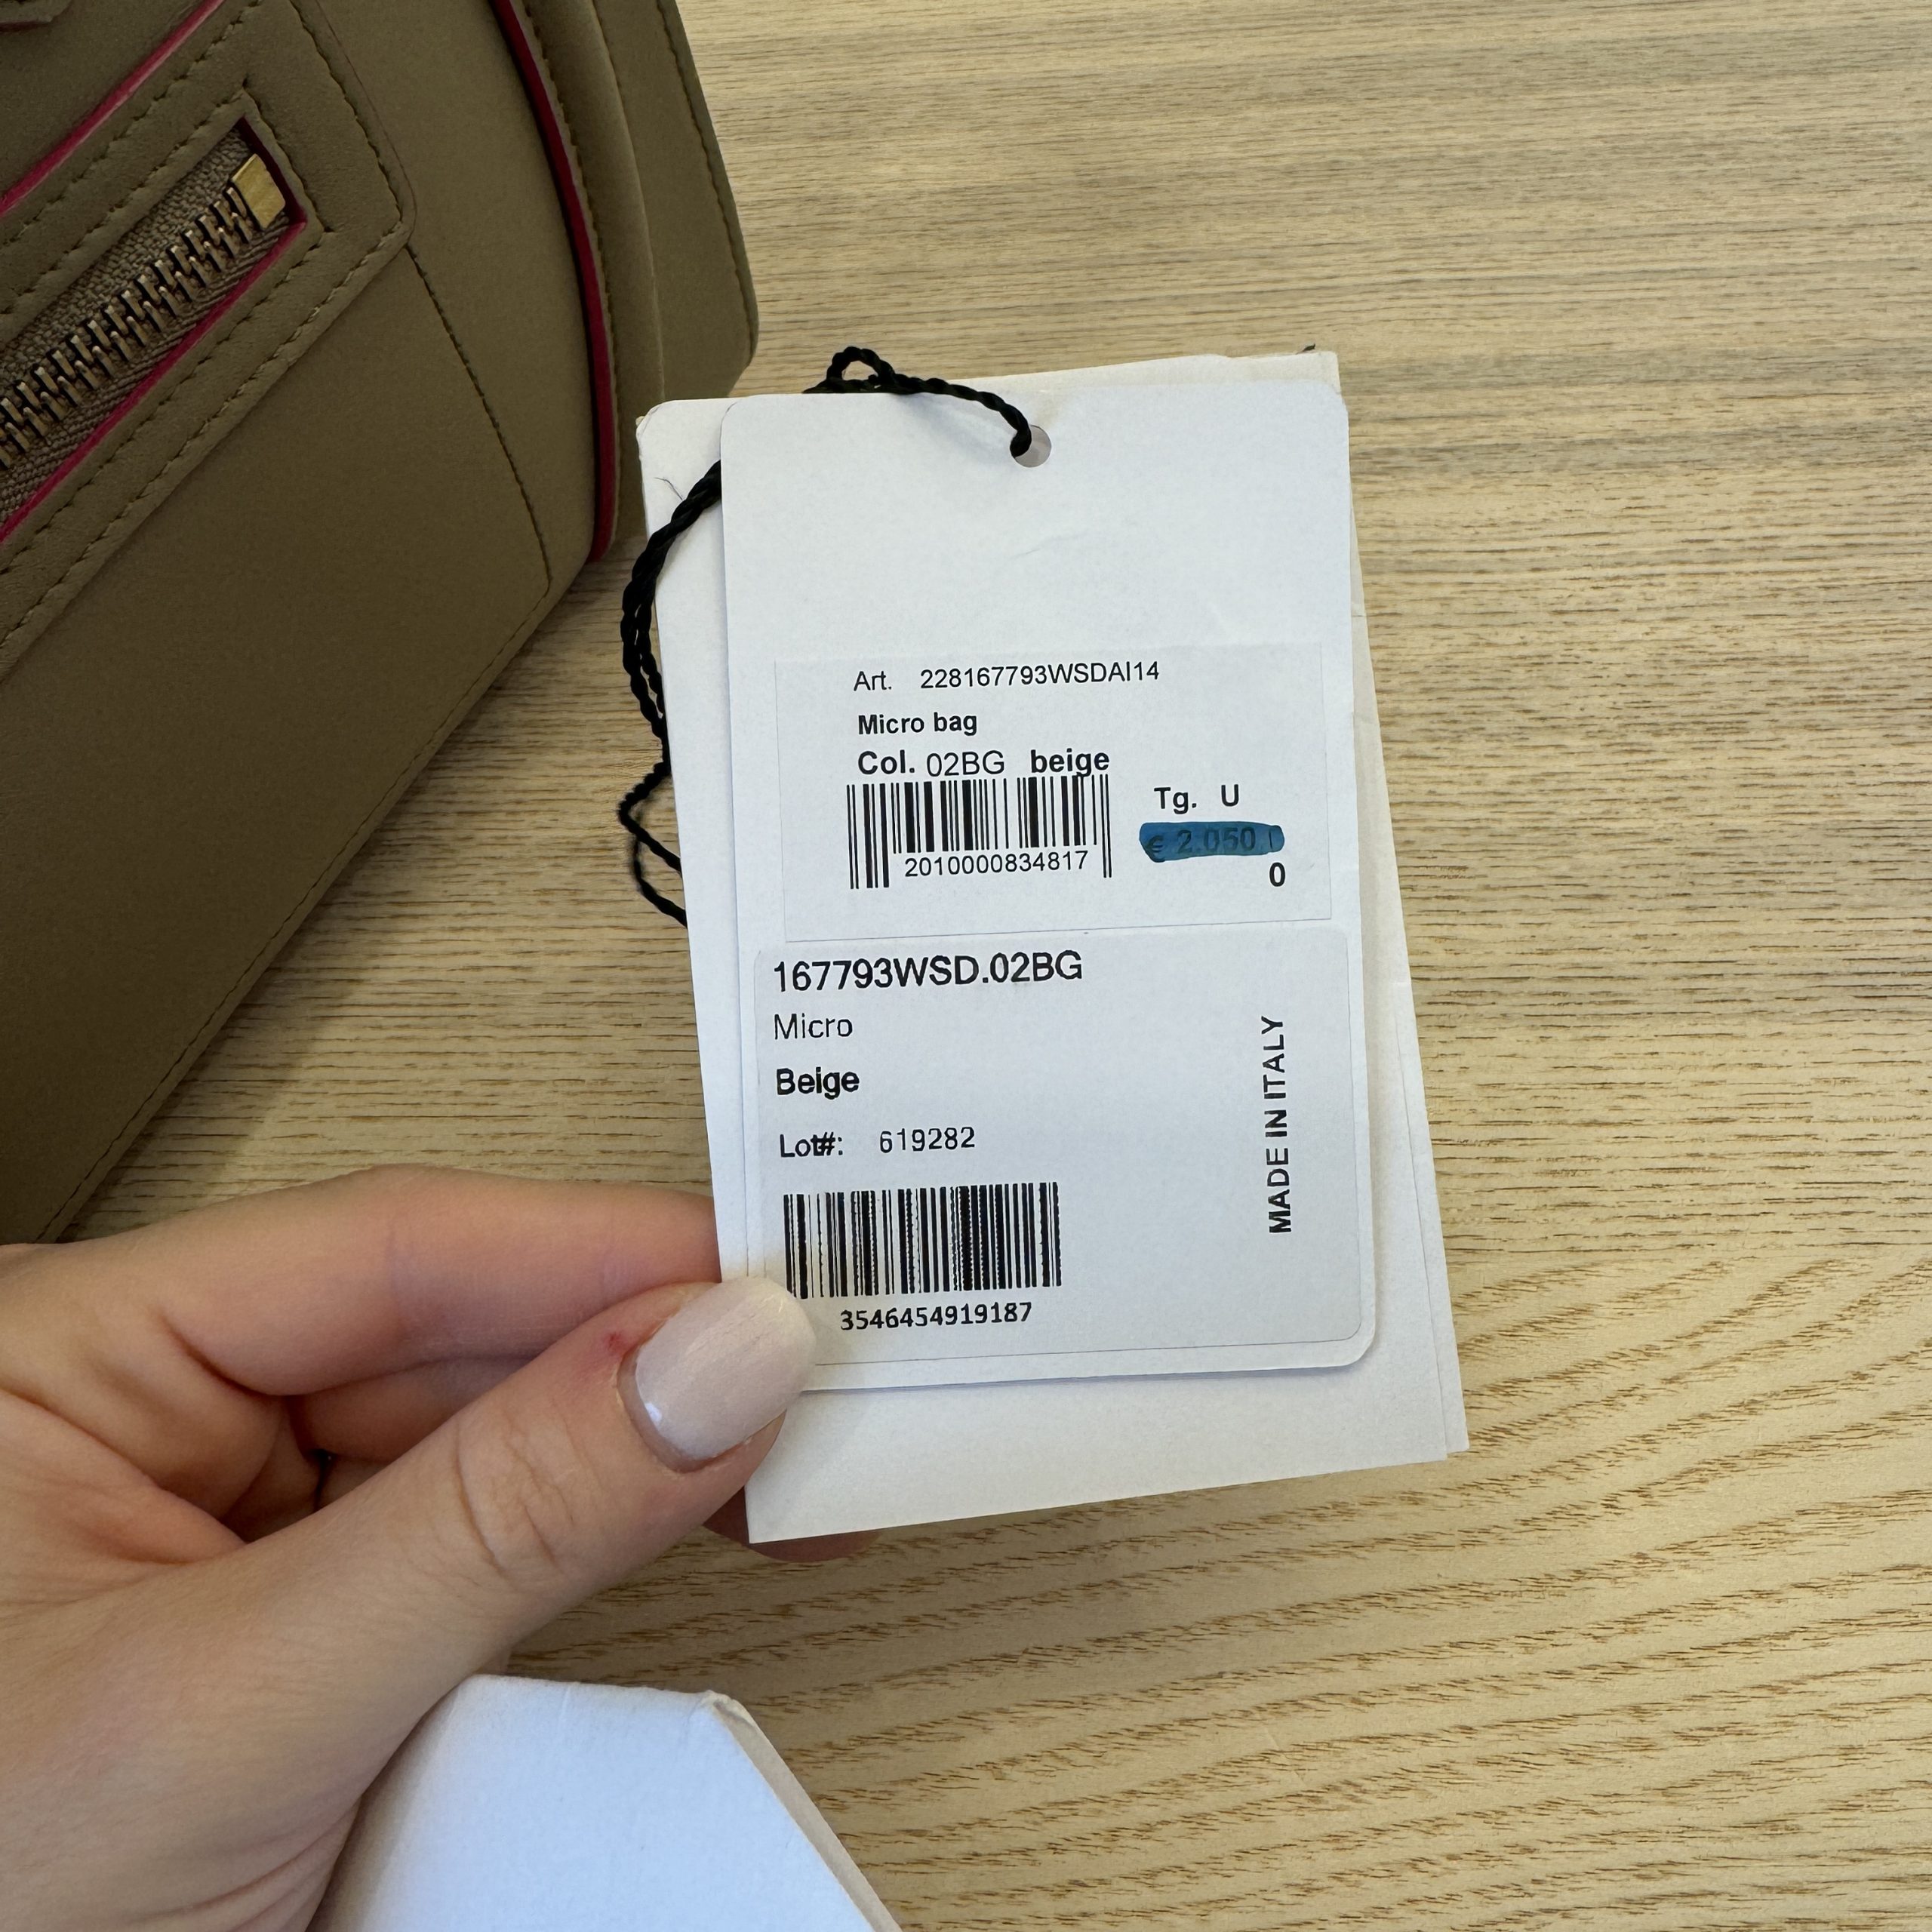 Art. 228167793WSDAI14
Micro bag
Col. 02BG beige
Tg. U
€ 2.050
2010000834817
0
167793WSD.02BG
Micro
Beige
Lot#: 619282
MADE IN ITALY
3546454919187